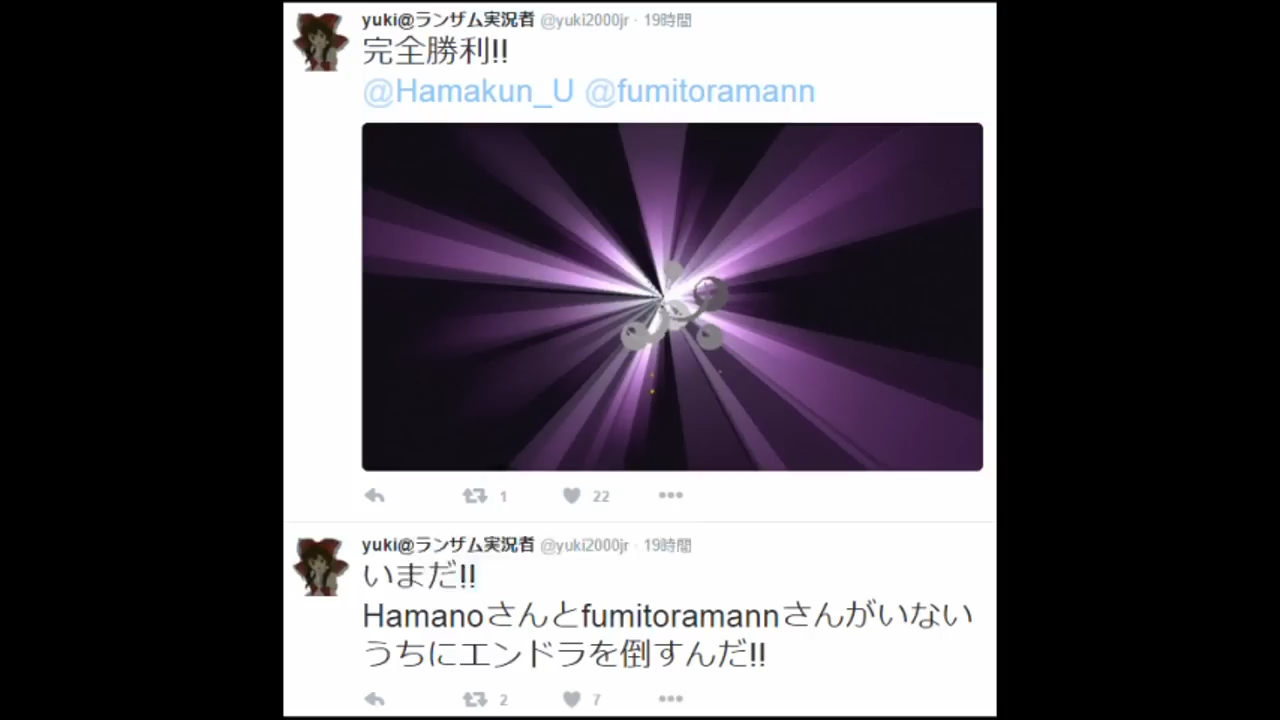 yuki@ランザム実況者 @yuki2000jr · 19時間
完全勝利!!
@Hamakun_U @fumitoramann
1
22
yuki@ランザム実況者 @yuki2000jr · 19時間
いまだ!!
Hamanoさんとfumitoramannさんがいない
うちにエンドラを倒すんだ!!
2
7